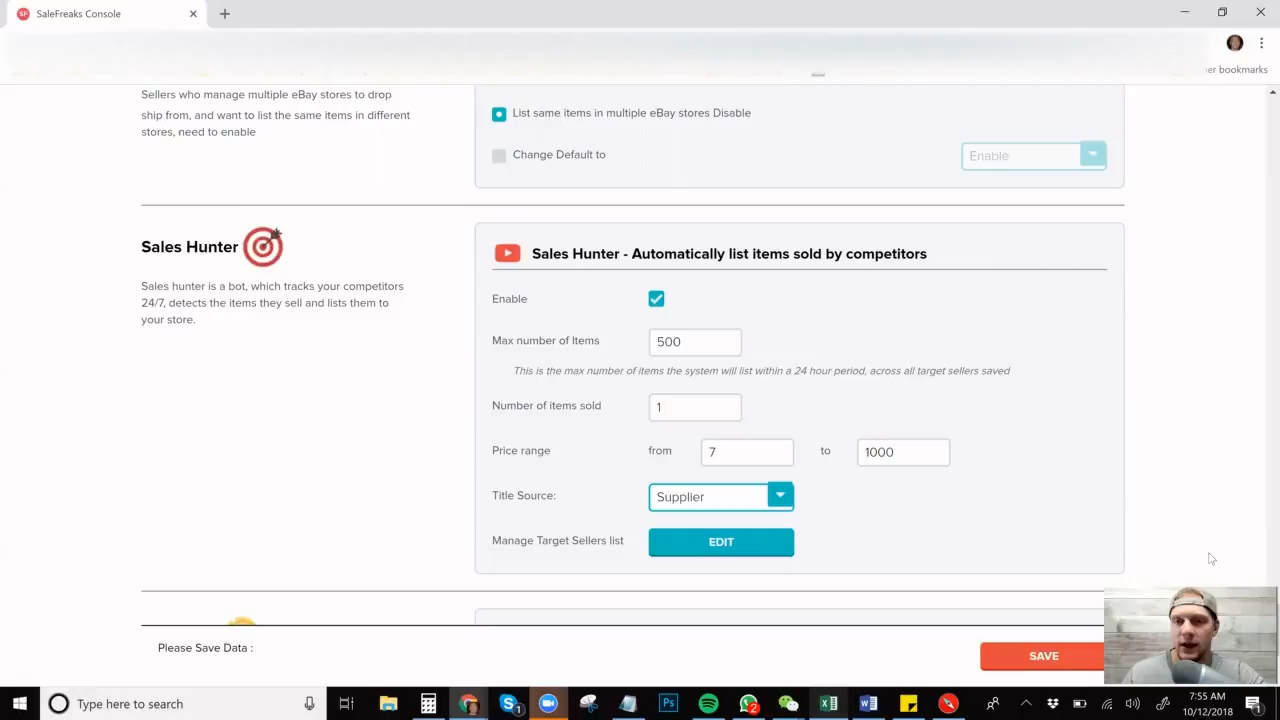 SaleFreaks Console
er bookmarks
Sellers who manage multiple eBay stores to drop
ship from, and want to list the same items in different
stores, need to enable
List same items in multiple eBay stores Disable
Change Default to
Enable
Sales Hunter
Sales hunter is a bot, which tracks your competitors
24/7, detects the items they sell and lists them to
your store.
Sales Hunter - Automatically list items sold by competitors
Enable
Max number of Items
500
This is the max number of items the system will list within a 24 hour period, across all target sellers saved
Number of items sold
1
Price range
from
7
to
1000
Title Source:
Supplier
Manage Target Sellers list
EDIT
Please Save Data :
SAVE
Type here to search
7:55 AM
10/12/2018